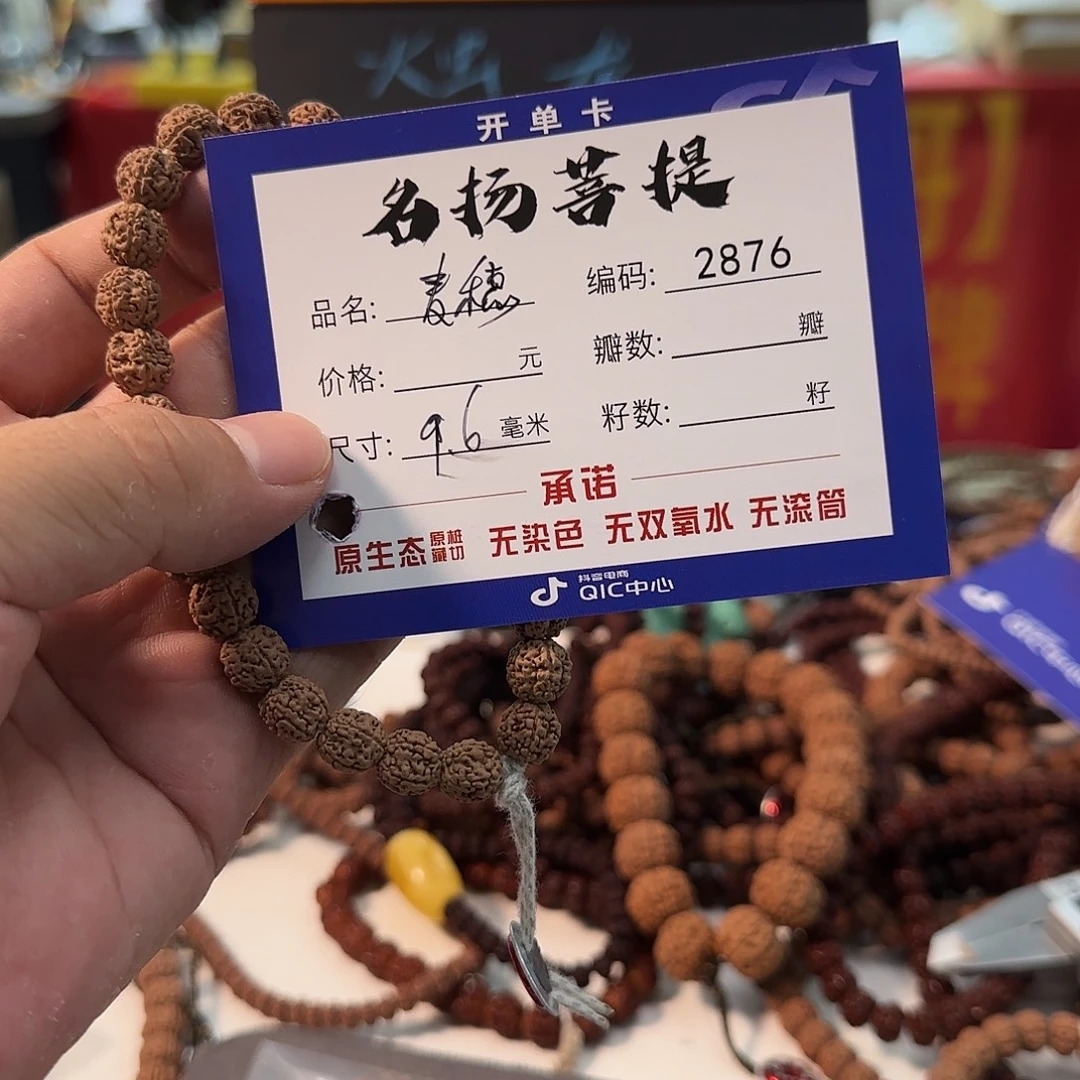 开单卡
名扬菩提
品名: 麦穗 编码: 2876
价格: 元 瓣数: 瓣
尺寸: 9.6 毫米 籽数: 籽
承诺
原生态 原桩藏切 无染色 无双氧水 无滚筒
抖音电商
QIC中心